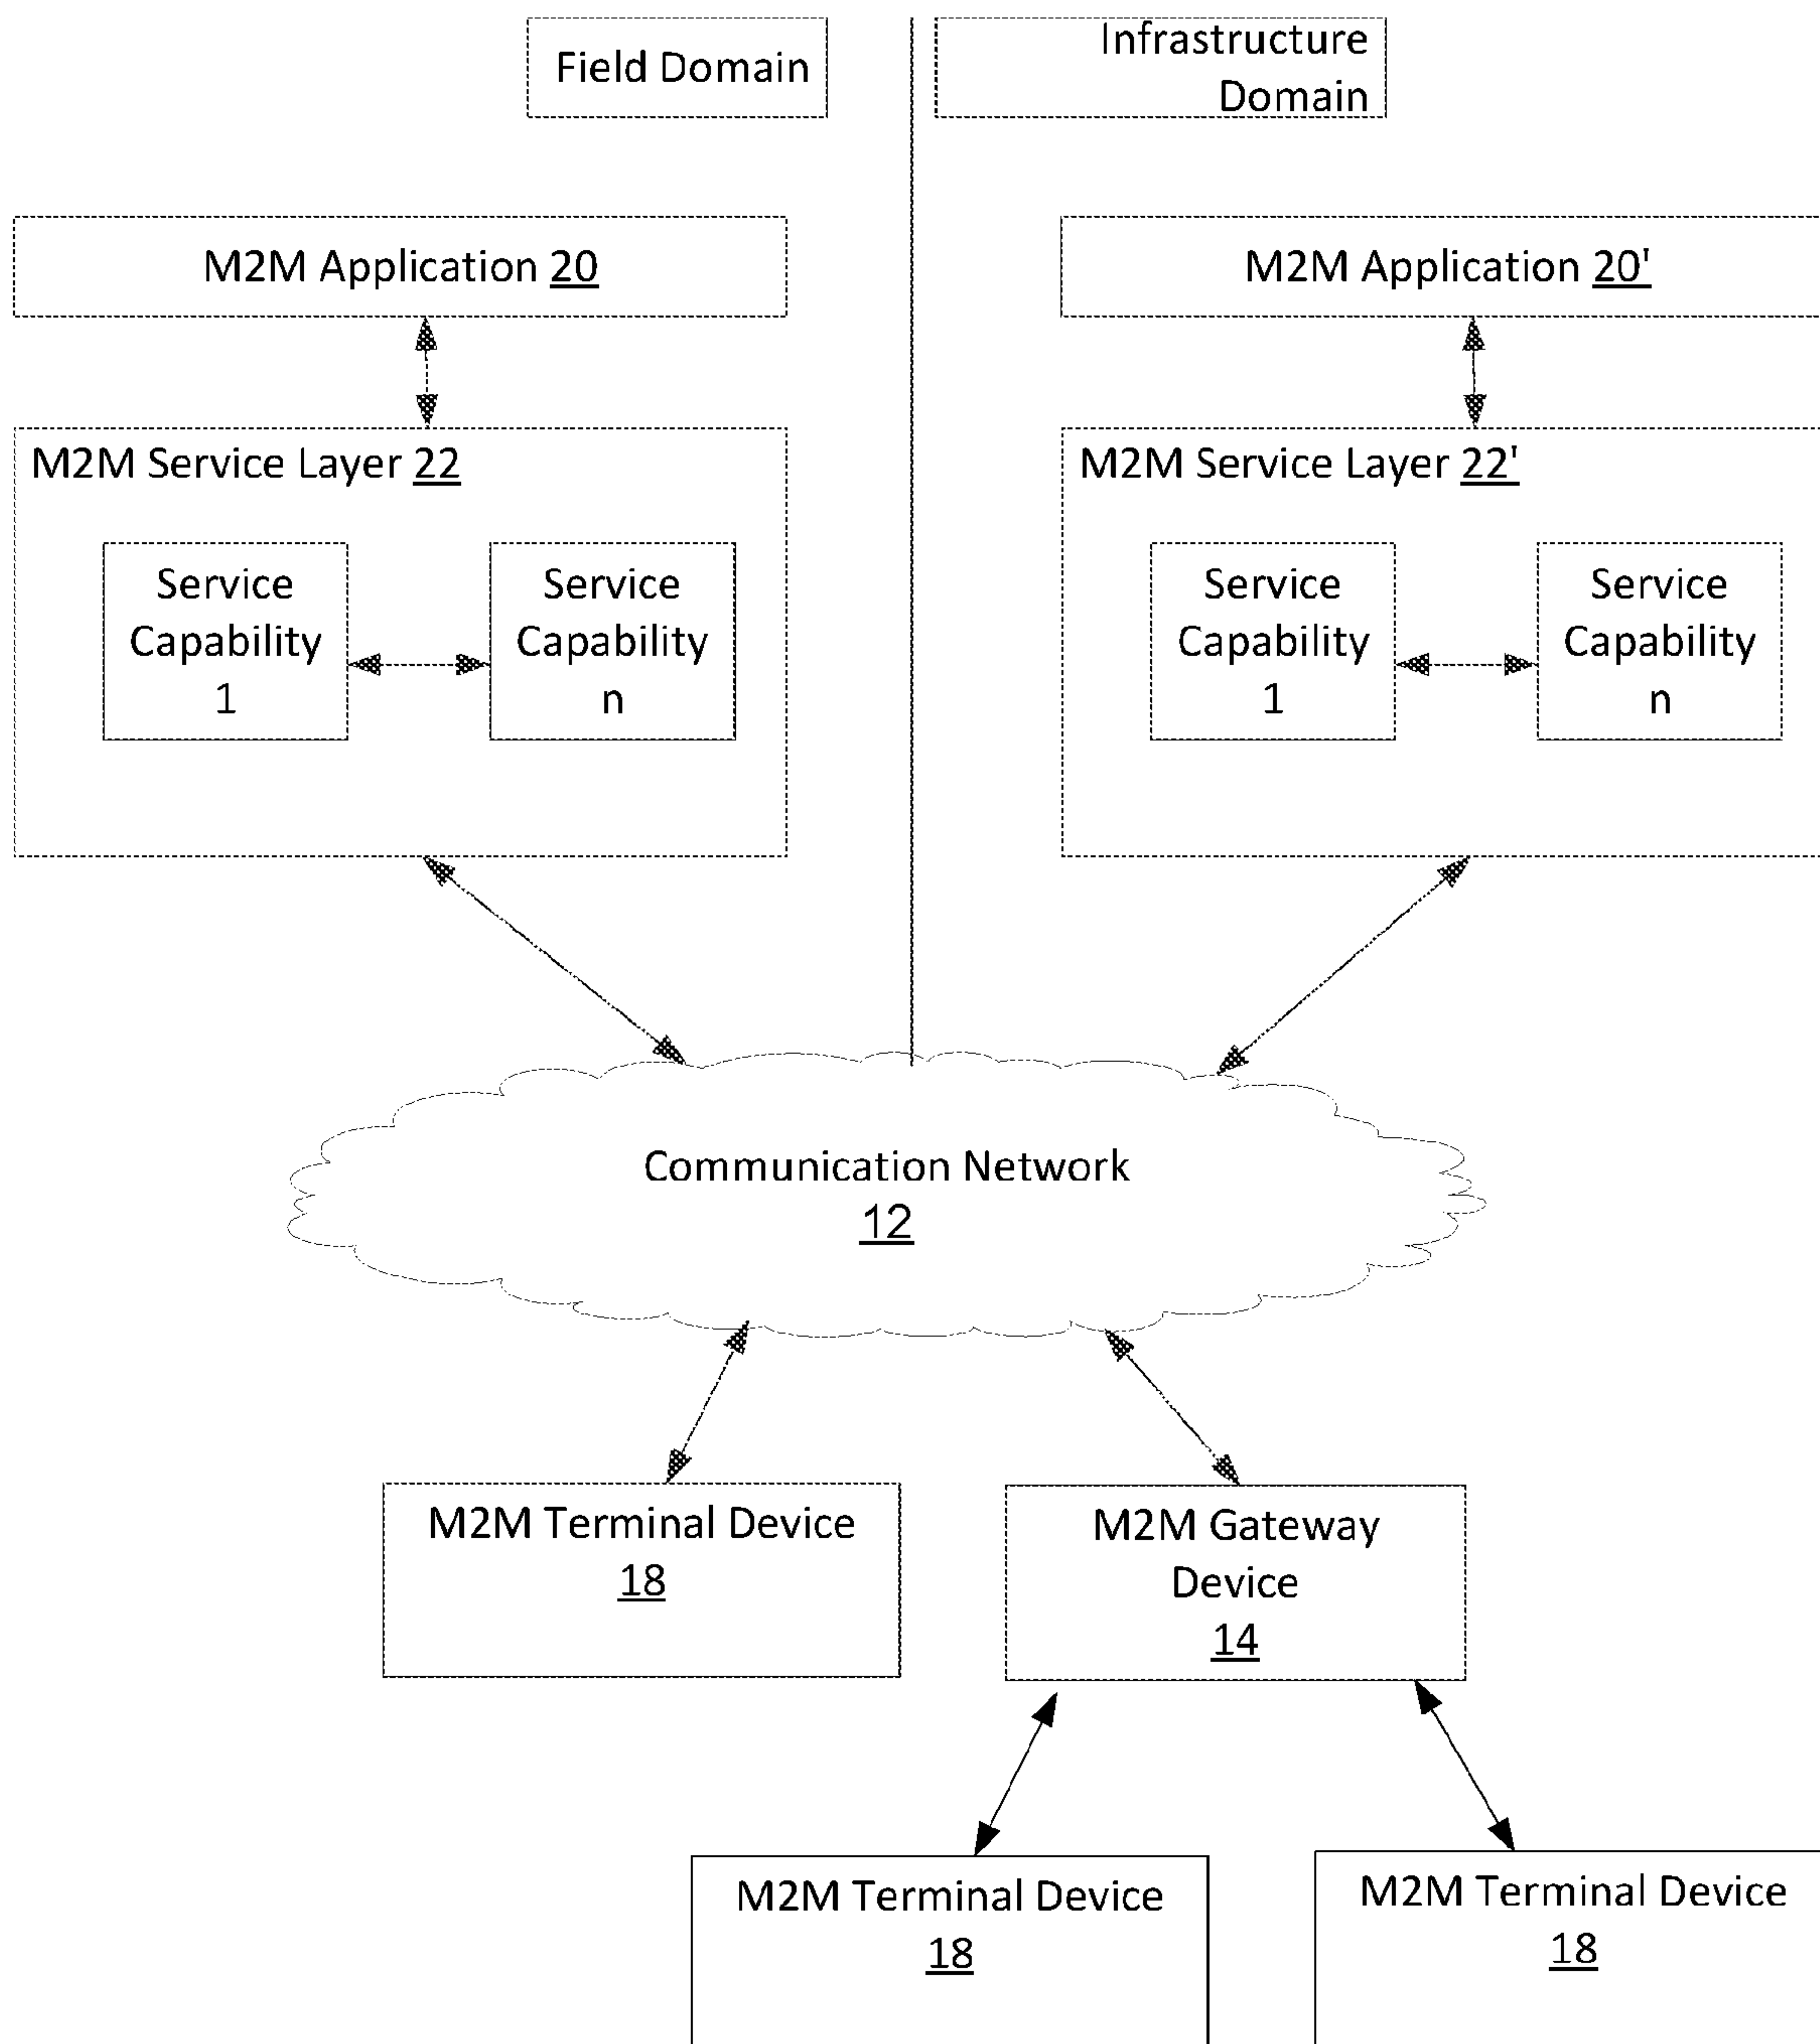 Field Domain
Infrastructure
Domain
M2M Application 20
M2M Application 20'
M2M Service Layer 22
Service
Capability
1
Service
Capability
n
M2M Service Layer 22'
Service
Capability
1
Service
Capability
n
Communication Network
12
M2M Terminal Device
18
M2M Gateway
Device
14
M2M Terminal Device
18
M2M Terminal Device
18